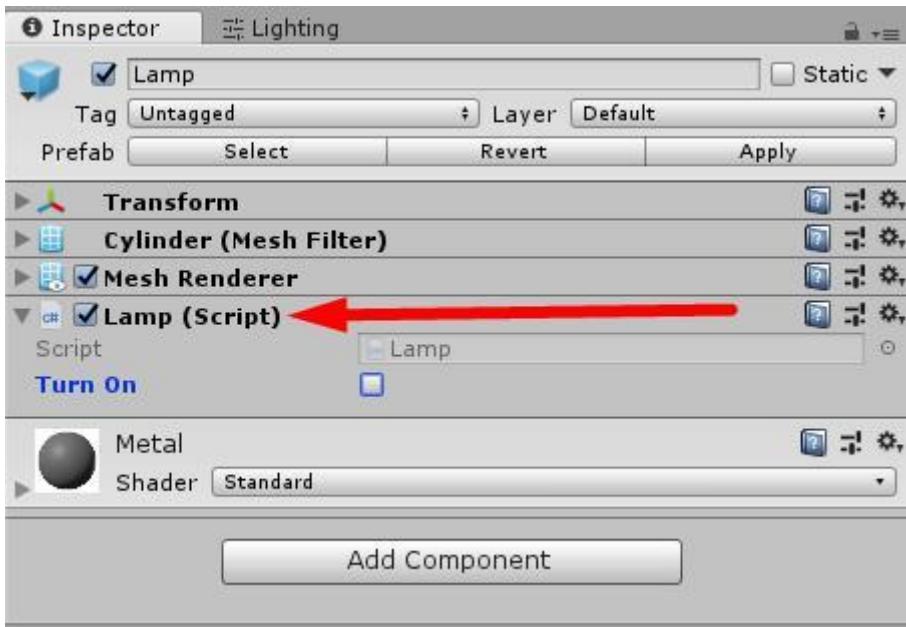 Inspector Lighting
Lamp Static
Tag Untagged Layer Default
Prefab Select Revert Apply
Transform
Cylinder (Mesh Filter)
Mesh Renderer
c# Lamp (Script)
Script Lamp
Turn On
Metal
Shader Standard
Add Component